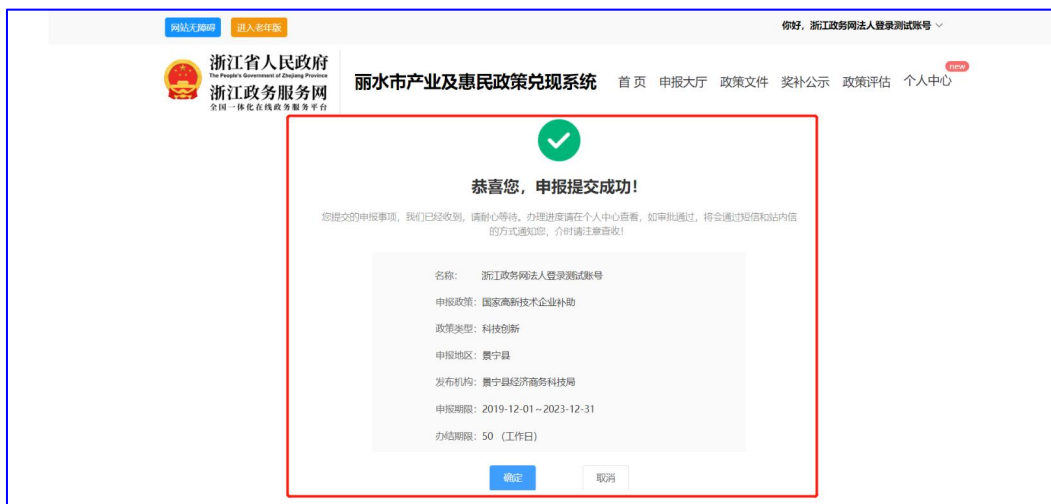 网站无障碍 进入老年版 你好，浙江政务网法人登录测试账号
浙江省人民政府
The People's Government of Zhejiang Province
浙江政务服务网
全国一体化在线政务服务平台
丽水市产业及惠民政策兑现系统 首页 申报大厅 政策文件 奖补公示 政策评估 个人中心 new
恭喜您，申报提交成功！
您提交的申报事项，我们已经收到，请耐心等待。办理进度请在个人中心查看，如审批通过，将会通过短信和站内信
的方式通知您，介时请注意查收！
名称： 浙江政务网法人登录测试账号
申报政策：国家高新技术企业补助
政策类型：科技创新
申报地区：景宁县
发布机构：景宁县经济商务科技局
申报期限：2019-12-01~2023-12-31
办结期限：50 （工作日）
确定 取消